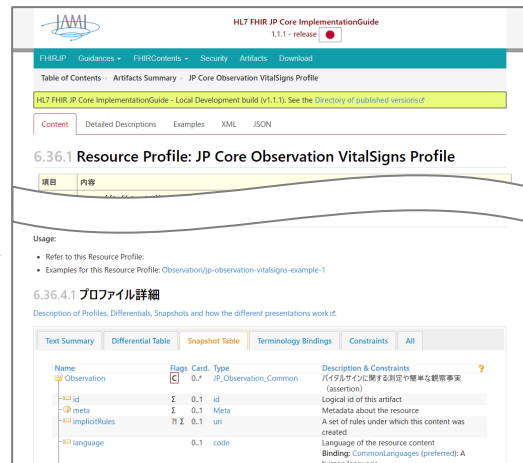 JAMI
HL7 FHIR JP Core ImplementationGuide
1.1.1 - release
FHIRJP Guidances FHIRContents Security Artifacts Download
Table of Contents Artifacts Summary JP Core Observation VitalSigns Profile
HL7 FHIR JP Core ImplementationGuide - Local Development build (v1.1.1). See the Directory of published versions
Content Detailed Descriptions Examples XML JSON
6.36.1 Resource Profile: JP Core Observation VitalSigns Profile
項目 内容
Usage:
• Refer to this Resource Profile:
• Examples for this Resource Profile: Observation/jp-observation-vitalsigns-example-1
6.36.4.1 プロファイル詳細
Description of Profiles, Differentials, Snapshots and how the different presentations work.
Text Summary Differential Table Snapshot Table Terminology Bindings Constraints All
Name Flags Card. Type Description & Constraints ?
Observation C 0..* JP_Observation_Common バイタルサインに関する測定や簡単な観察事実
(assertion)
id Σ 0..1 id Logical id of this artifact
meta Σ 0..1 Meta Metadata about the resource
implicitRules ?! Σ 0..1 uri A set of rules under which this content was
created
language 0..1 code Language of the resource content
Binding: CommonLanguages (preferred): A
human language.